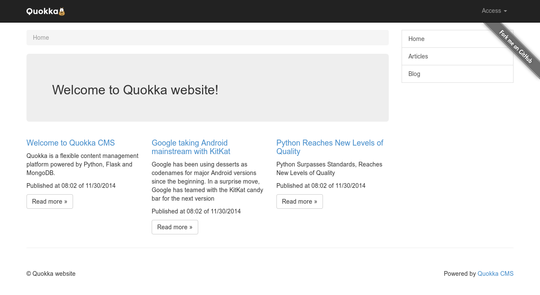 Quokka
Access
Fork me on GitHub
Home
Home
Articles
Blog
Welcome to Quokka website!
Welcome to Quokka CMS
Quokka is a flexible content management
platform powered by Python, Flask and
MongoDB.
Published at 08:02 of 11/30/2014
Read more »
Google taking Android
mainstream with KitKat
Google has been using desserts as
codenames for major Android versions
since the beginning. In a surprise move,
Google has teamed with the KitKat candy
bar for the next version
Published at 08:02 of 11/30/2014
Read more »
Python Reaches New Levels of
Quality
Python Surpasses Standards, Reaches
New Levels of Quality
Published at 08:02 of 11/30/2014
Read more »
© Quokka website
Powered by Quokka CMS